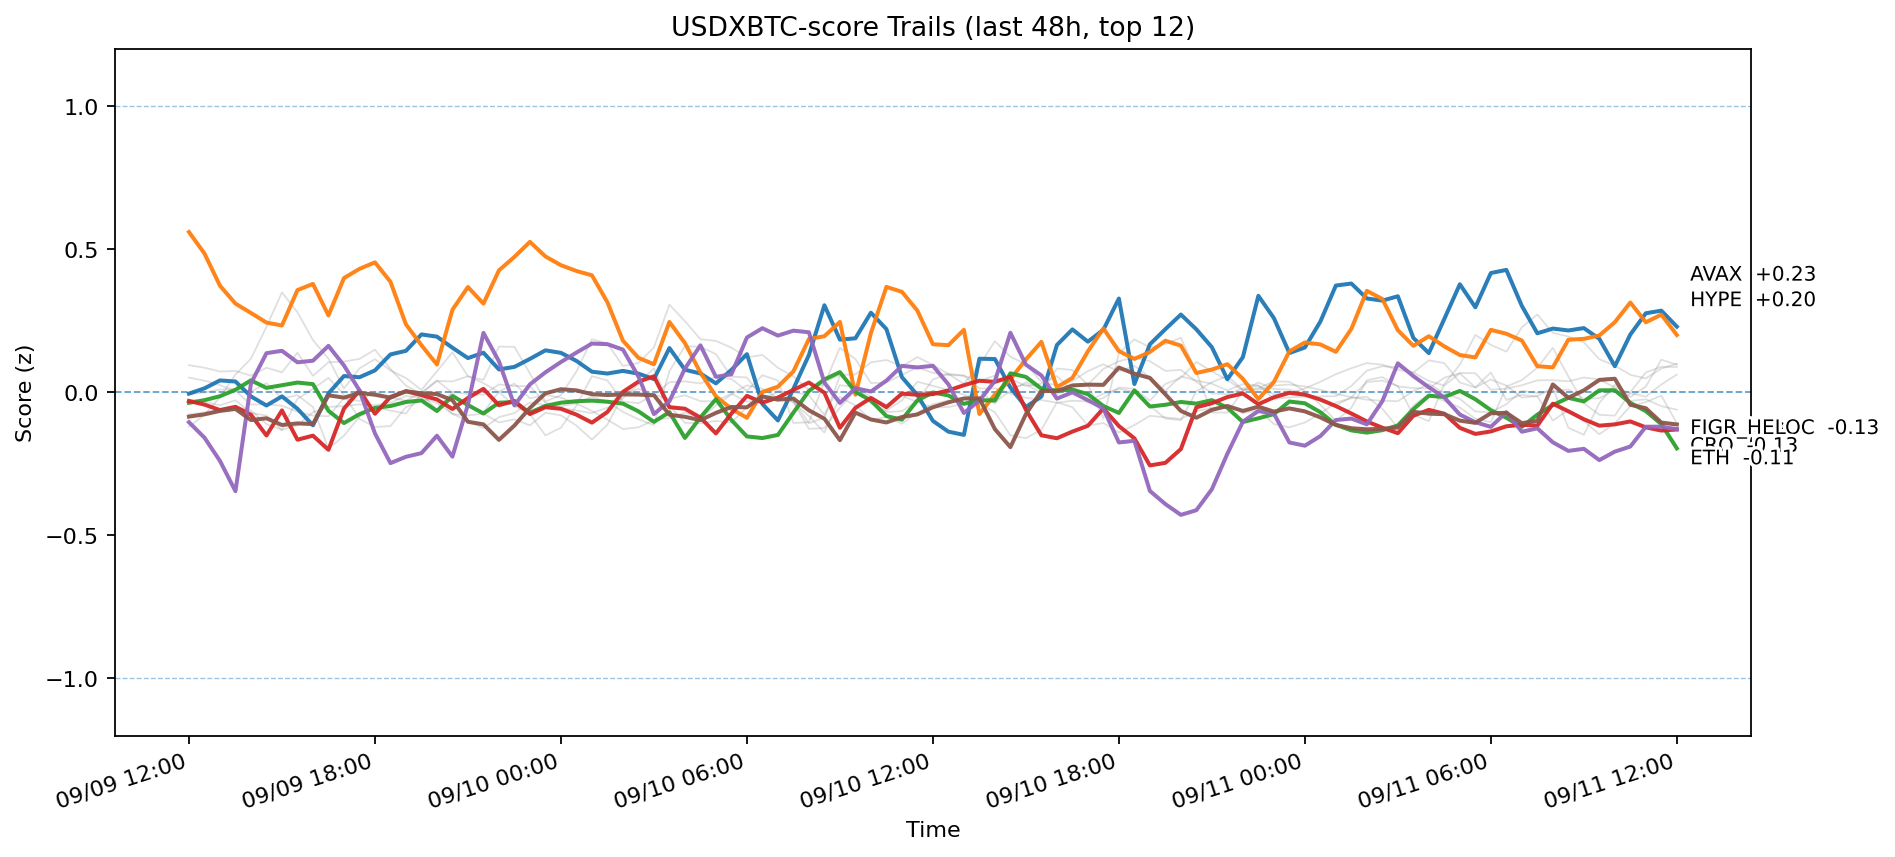 USDXBTC-score Trails (last 48h, top 12)
Score (z)
1.0
0.5
0.0
−0.5
−1.0
AVAX +0.23
HYPE +0.20
FIGR_HELOC -0.13
CRO -0.13
ETH -0.11
09/09 12:00
09/09 18:00
09/10 00:00
09/10 06:00
09/10 12:00
09/10 18:00
09/11 00:00
09/11 06:00
09/11 12:00
Time